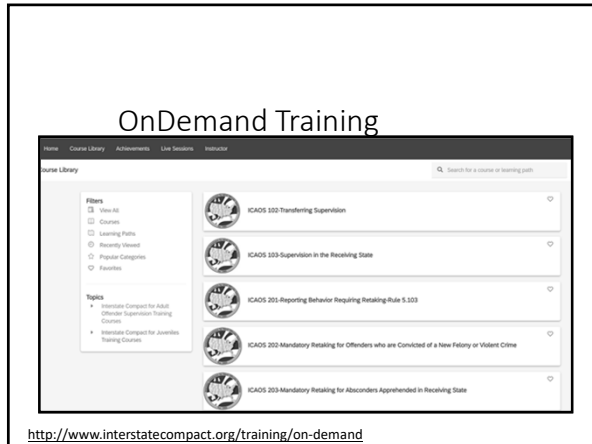 OnDemand Training
Home Course Library Achievements Live Sessions Instructor
ourse Library
Search for a course or learning path
Filters
View All
Courses
Learning Paths
Recently Viewed
Popular Categories
Favorites
Topics
Interstate Compact for Adult
Offender Supervision Training
Courses
Interstate Compact for Juveniles
Training Courses
ICAOS 102-Transferring Supervision
ICAOS 103-Supervision in the Receiving State
ICAOS 201-Reporting Behavior Requiring Retaking-Rule 5.103
ICAOS 202-Mandatory Retaking for Offenders who are Convicted of a New Felony or Violent Crime
ICAOS 203-Mandatory Retaking for Absconders Apprehended in Receiving State
http://www.interstatecompact.org/training/on-demand